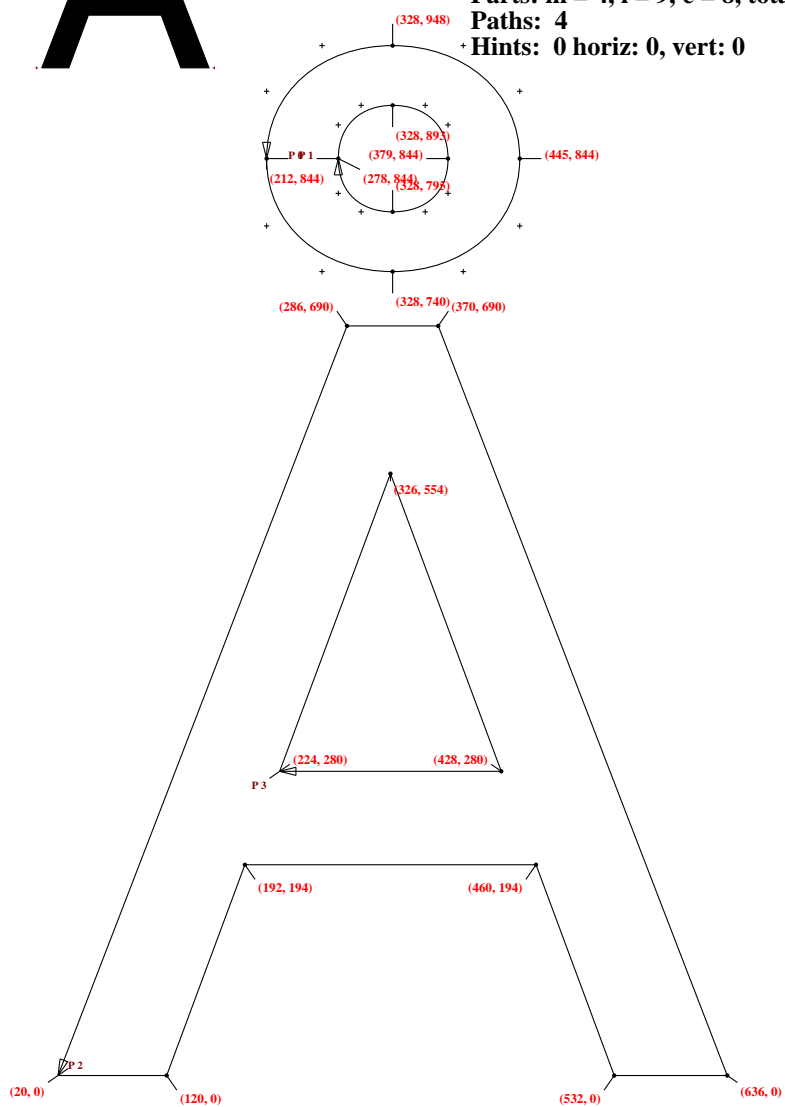 Paths: 4
Hints: 0 horiz: 0, vert: 0
(328, 948)
(328, 893)
P 0 P 1 (379, 844) (445, 844)
(212, 844) (278, 844)
(328, 795)
(328, 740)
(286, 690) (370, 690)
(326, 554)
(224, 280) (428, 280)
P 3
(192, 194) (460, 194)
P 2
(20, 0) (120, 0) (532, 0) (636, 0)